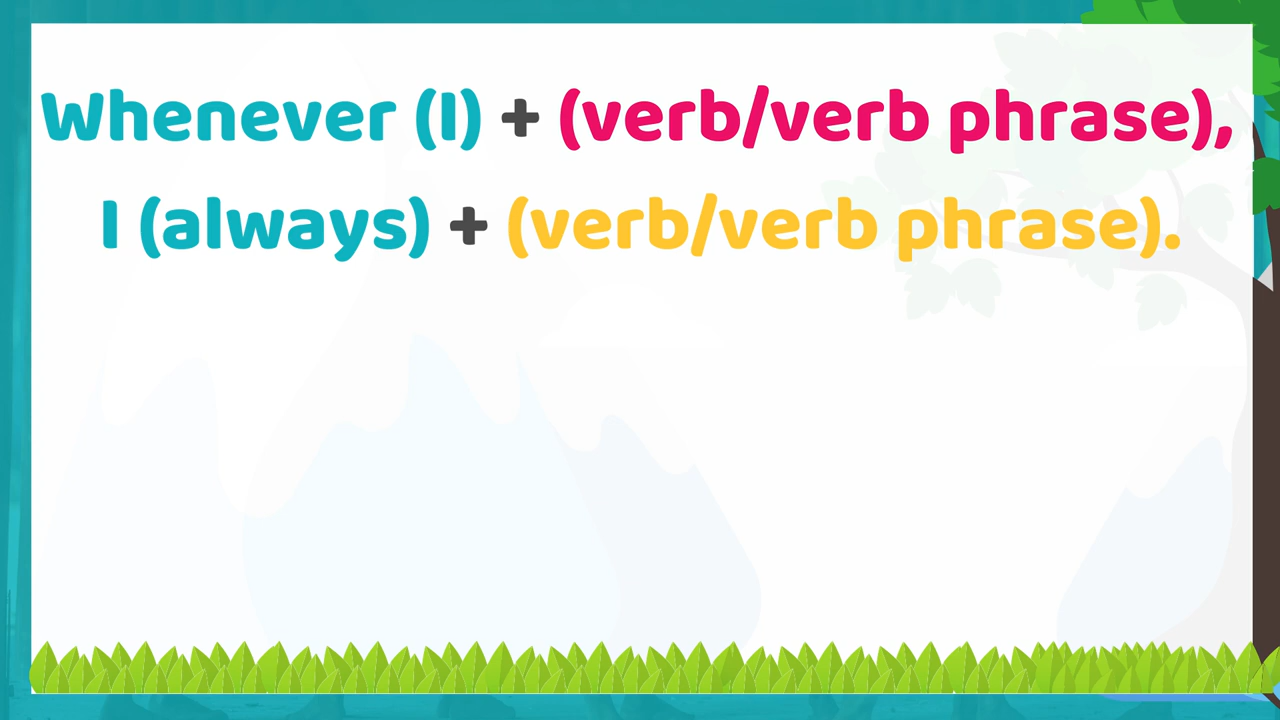 Whenever (I) + (verb/verb phrase),
I (always) + (verb/verb phrase).